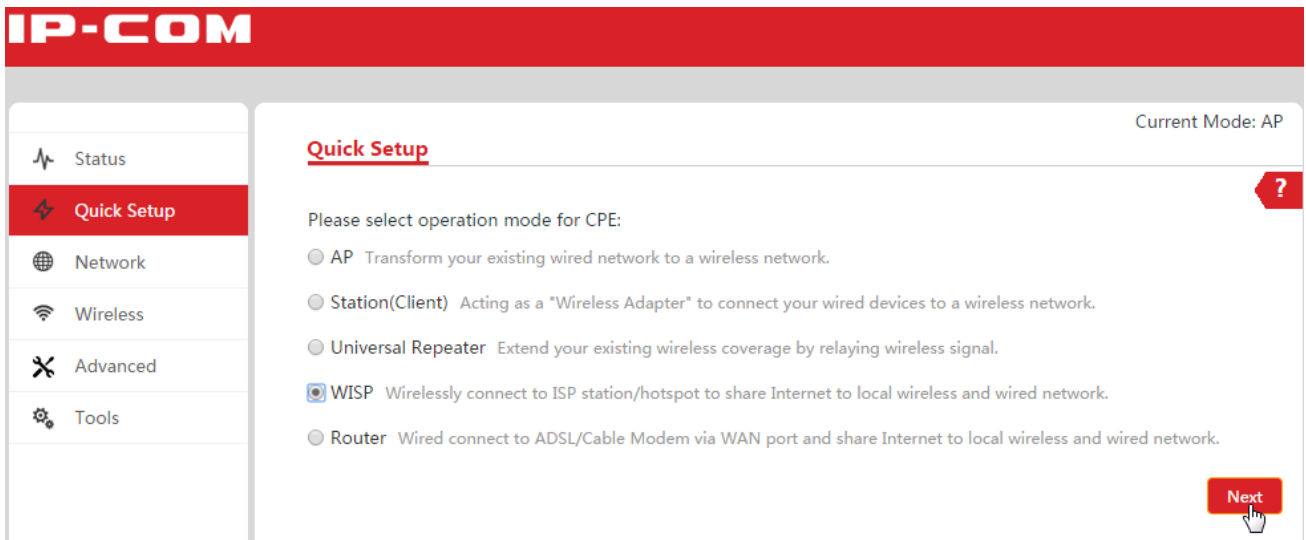 IP-COM
Current Mode: AP
Quick Setup
?
Status
Quick Setup
Network
Wireless
Advanced
Tools
Please select operation mode for CPE:
AP Transform your existing wired network to a wireless network.
Station(Client) Acting as a "Wireless Adapter" to connect your wired devices to a wireless network.
Universal Repeater Extend your existing wireless coverage by relaying wireless signal.
WISP Wirelessly connect to ISP station/hotspot to share Internet to local wireless and wired network.
Router Wired connect to ADSL/Cable Modem via WAN port and share Internet to local wireless and wired network.
Next